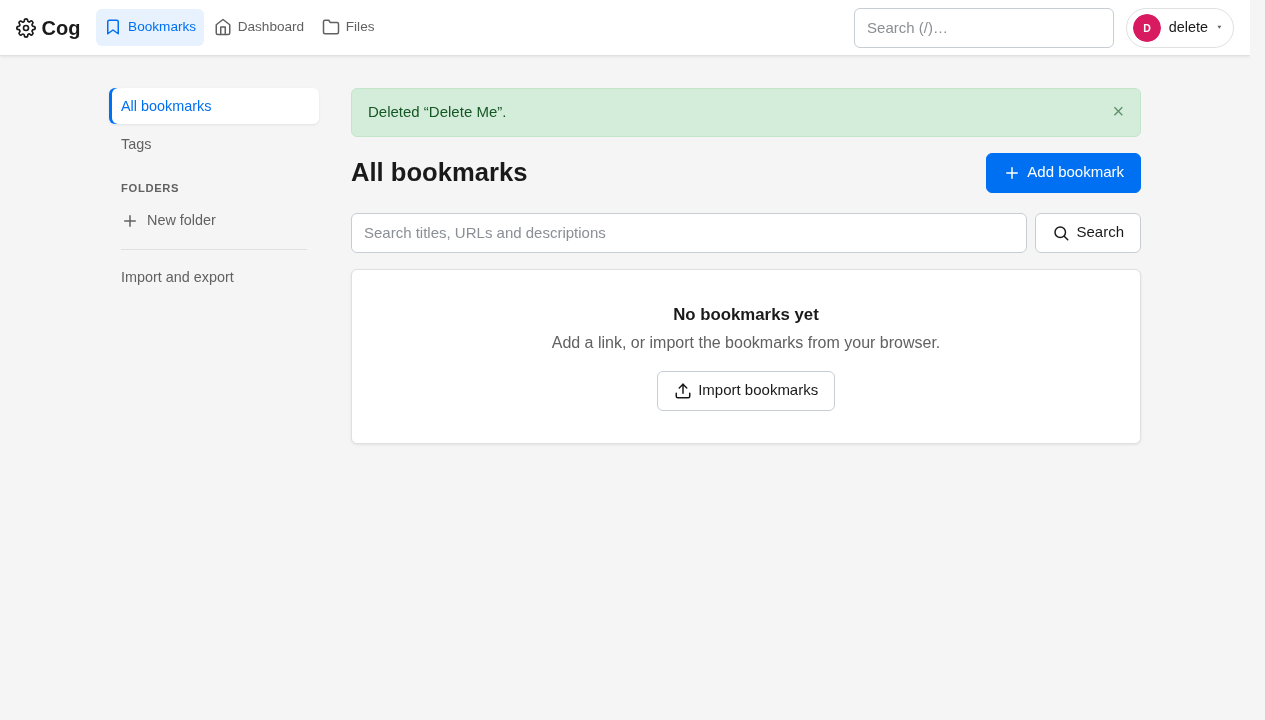 Cog
Bookmarks
Dashboard
Files
Search (/)…
D
delete
All bookmarks
Tags
FOLDERS
New folder
Import and export
Deleted “Delete Me”.
All bookmarks
Add bookmark
Search titles, URLs and descriptions
Search
No bookmarks yet
Add a link, or import the bookmarks from your browser.
Import bookmarks